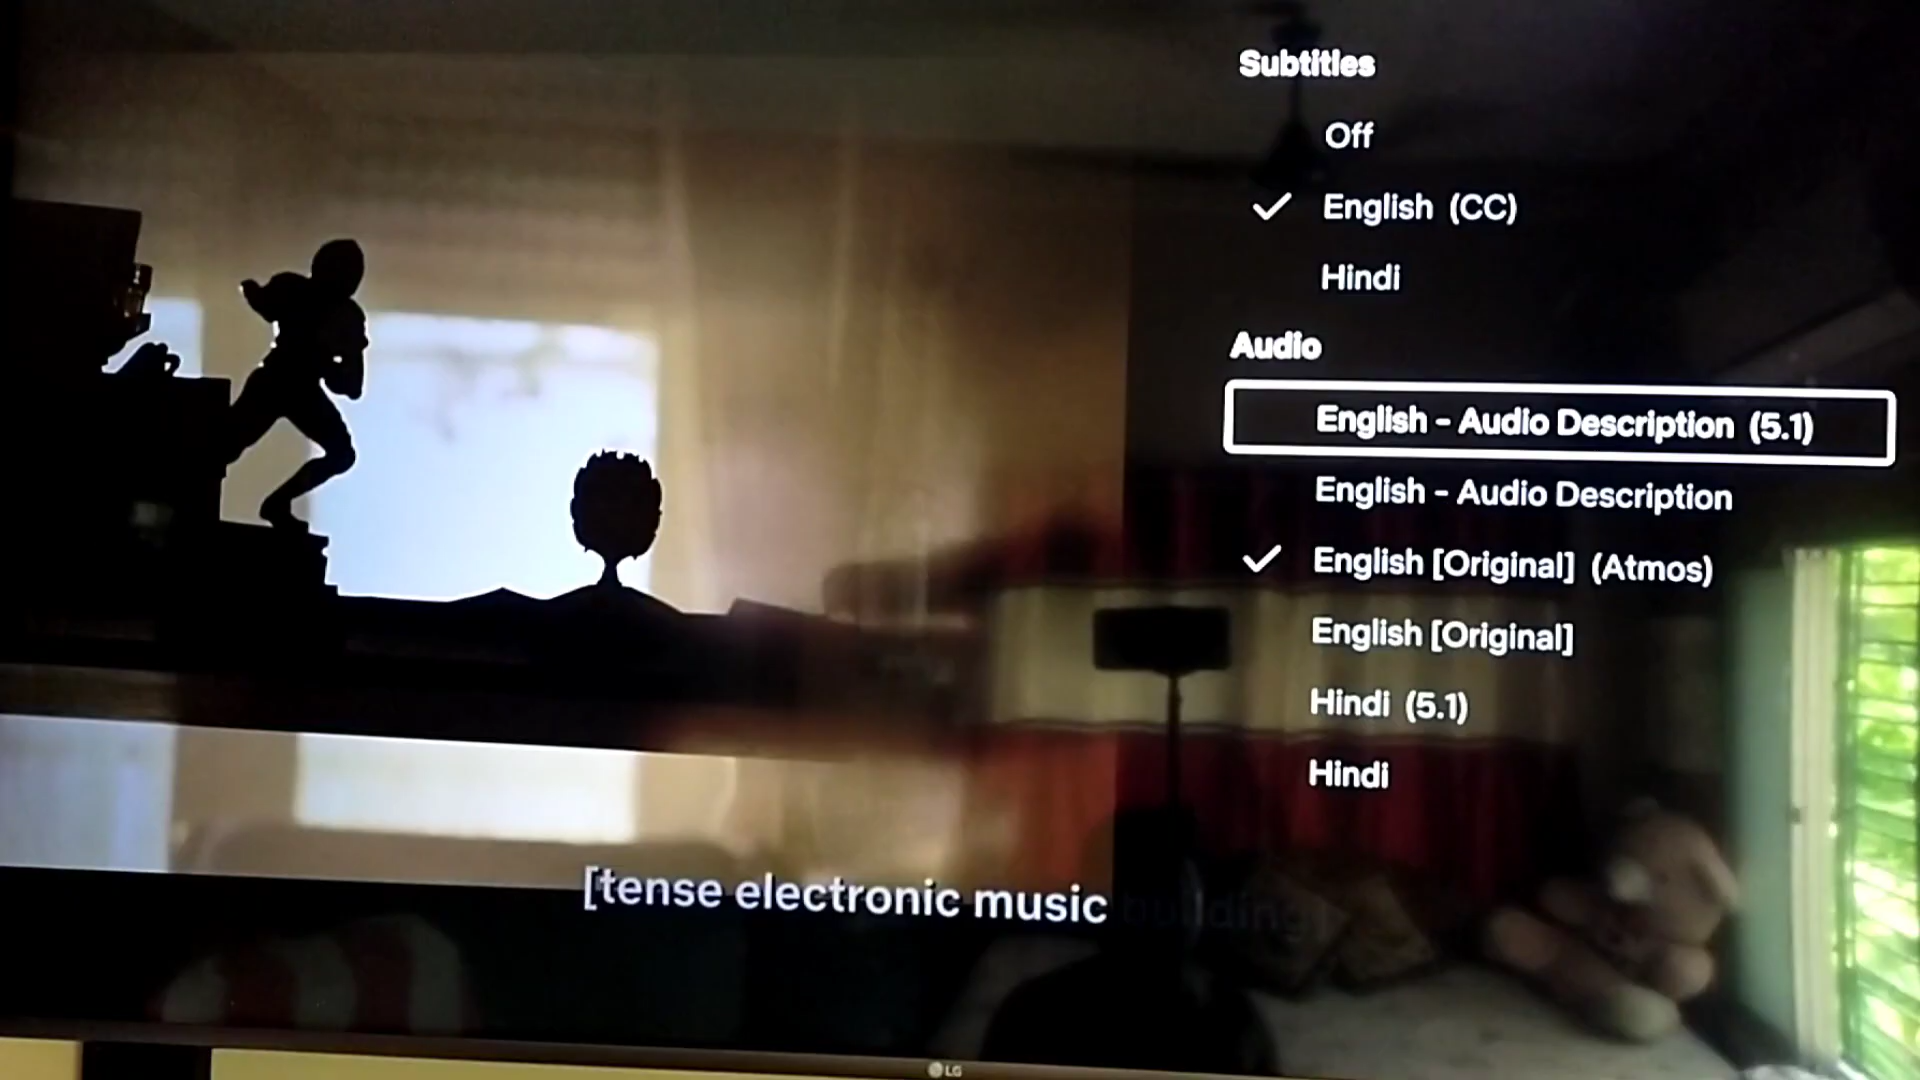 Subtitles
Off
English (CC)
Hindi
Audio
English - Audio Description (5.1)
English - Audio Description
English [Original] (Atmos)
English [Original]
Hindi (5.1)
Hindi
[tense electronic music building]
LG